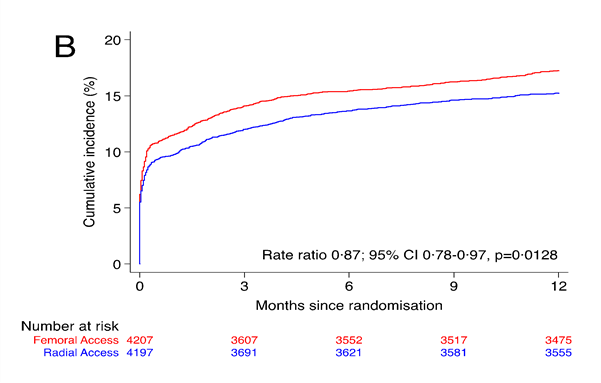 B
20
15
10
5
0
Cumulative incidence (%)
Rate ratio 0·87; 95% CI 0·78-0·97, p=0·0128
0 3 6 9 12
Months since randomisation
Number at risk
Femoral Access 4207 3607 3552 3517 3475
Radial Access 4197 3691 3621 3581 3555